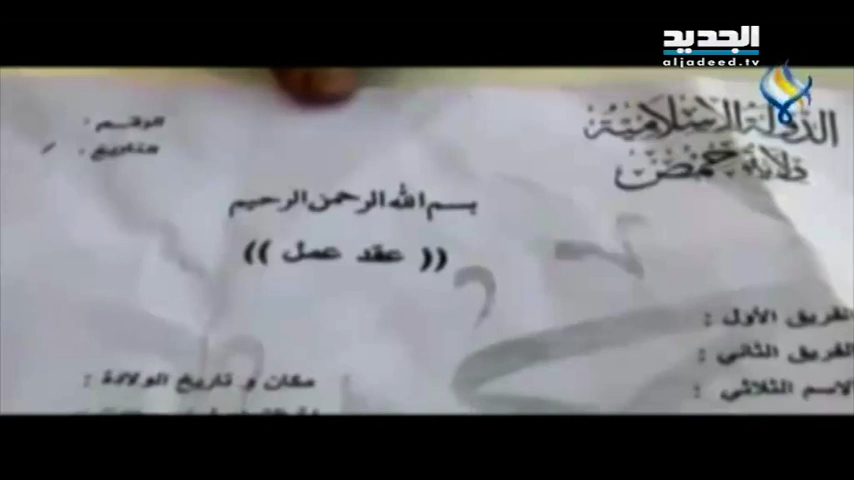 الجديد
aljadeed.tv
الدولة الإسلامية
ولاية حمص
الرقم :
التاريخ : /
بسم الله الرحمن الرحيم
(( عقد عمل ))
الفريق الأول :
الفريق الثاني :
الاسم الثلاثي :
مكان و تاريخ الولادة :